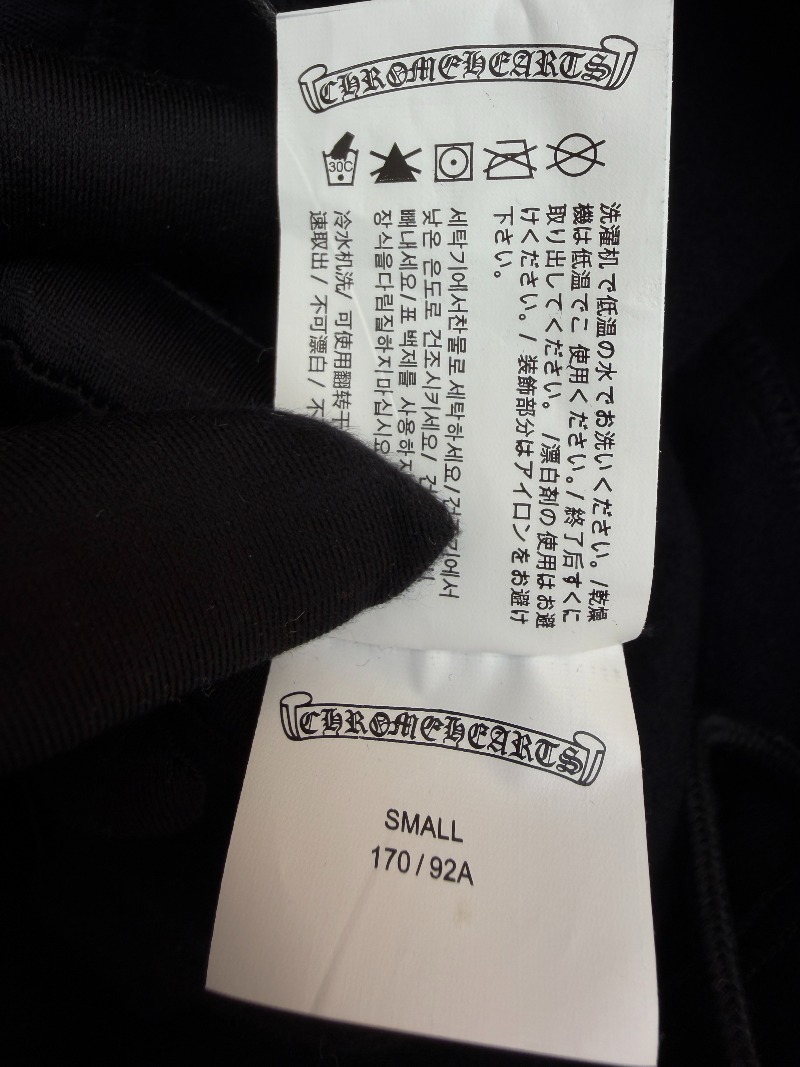 CHROMEHEARTS
30C
洗濯机で低温の水でお洗いください。/乾燥
機は低温でご 使用ください。/ 終了后すくに
取り出してください。 /漂白剤の使用はお避
けください。/ 装飾部分はアイロンをお避け
下さい。
세탁기에서찬물로세탁하세요/ 기에서
낮은 온도로 건조시키세요/
빼내세요/표 백제를 사용하지
장식을다림질하지마십시요
冷水机洗/ 可使用翻转干
速取出/ 不可漂白/ 不
CHROMEHEARTS
SMALL
170/92A